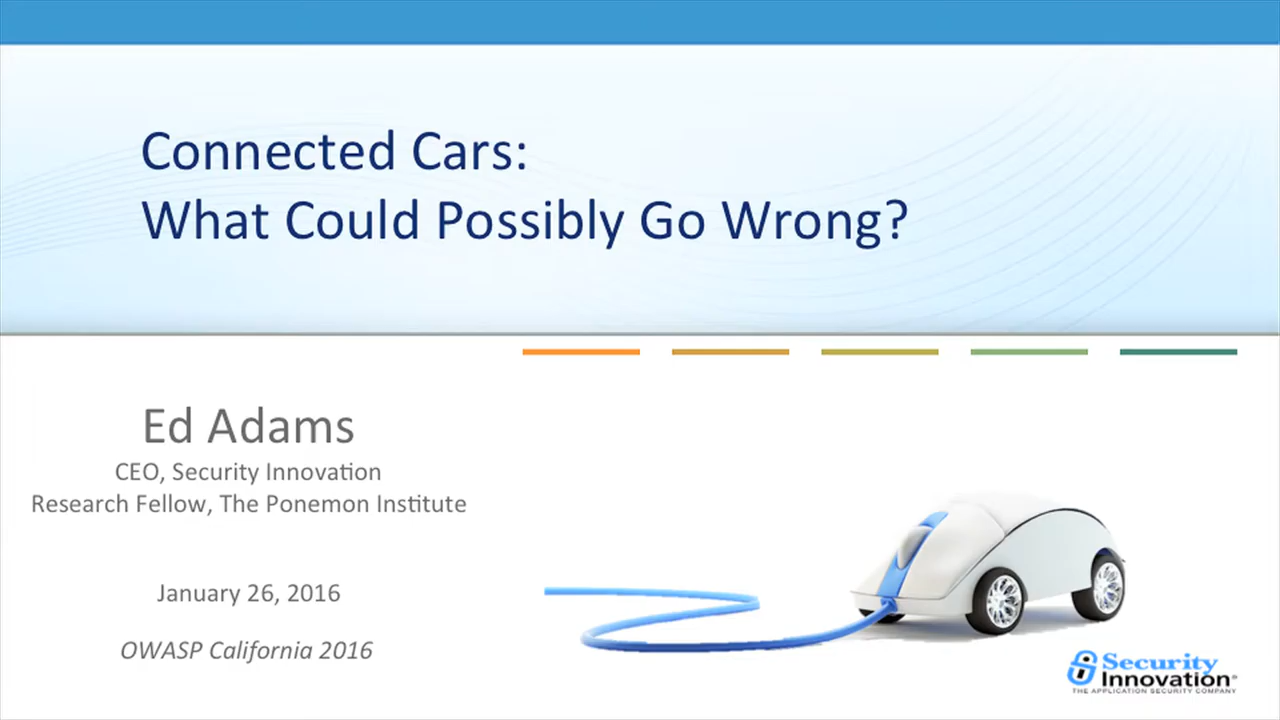 Connected Cars:
What Could Possibly Go Wrong?
Ed Adams
CEO, Security Innovation
Research Fellow, The Ponemon Institute
January 26, 2016
OWASP California 2016
Security
Innovation®
THE APPLICATION SECURITY COMPANY